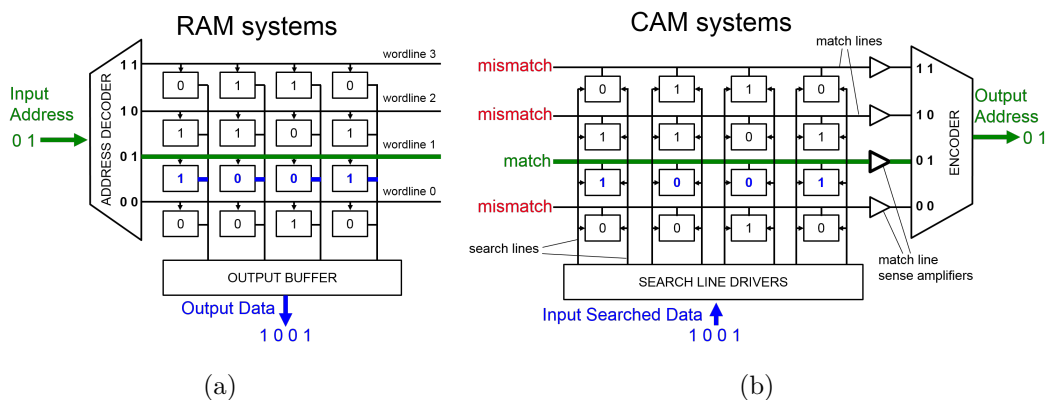 RAM systems
wordline 3
1 1
0 1 1 0
Input
Address
0 1
ADDRESS DECODER
wordline 2
1 0
1 1 0 1
wordline 1
0 1
1 0 0 1
wordline 0
0 0
0 0 1 0
OUTPUT BUFFER
Output Data
1 0 0 1
(a)
CAM systems
match lines
mismatch
1 1
0 1 1 0
mismatch
1 0
1 1 0 1
match
0 1
1 0 0 1
mismatch
0 0
0 0 1 0
ENCODER
Output
Address
0 1
search lines
match line
sense amplifiers
SEARCH LINE DRIVERS
Input Searched Data
1 0 0 1
(b)